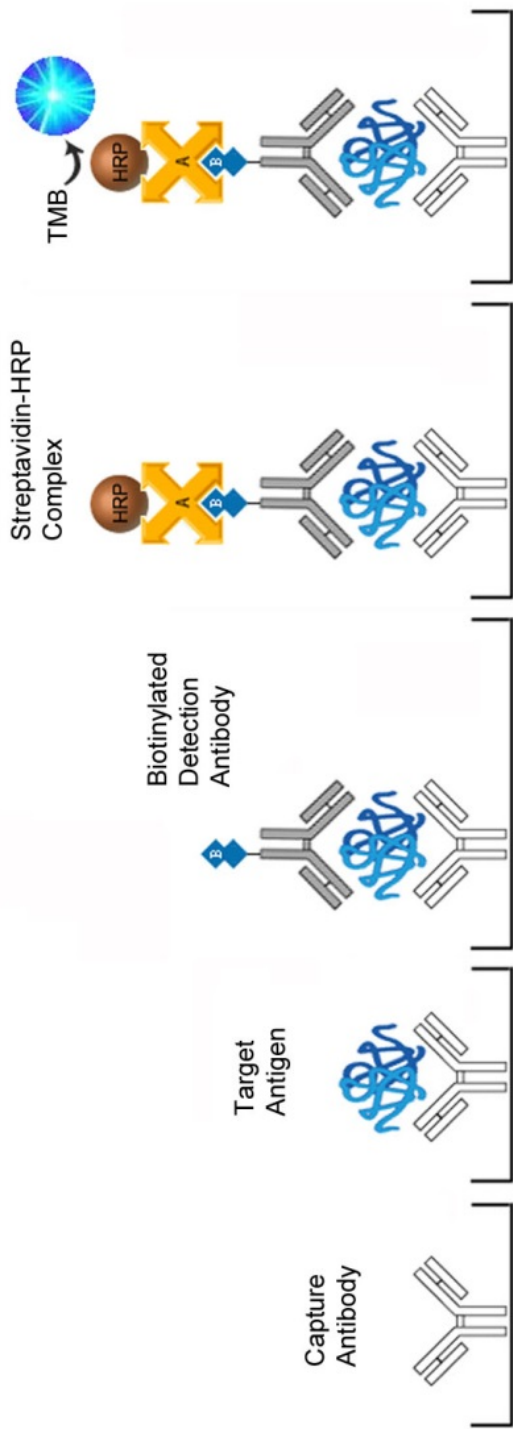 Capture
Antibody
Target
Antigen
B
Biotinylated
Detection
Antibody
HRP
A
B
Streptavidin-HRP
Complex
HRP
A
B
TMB